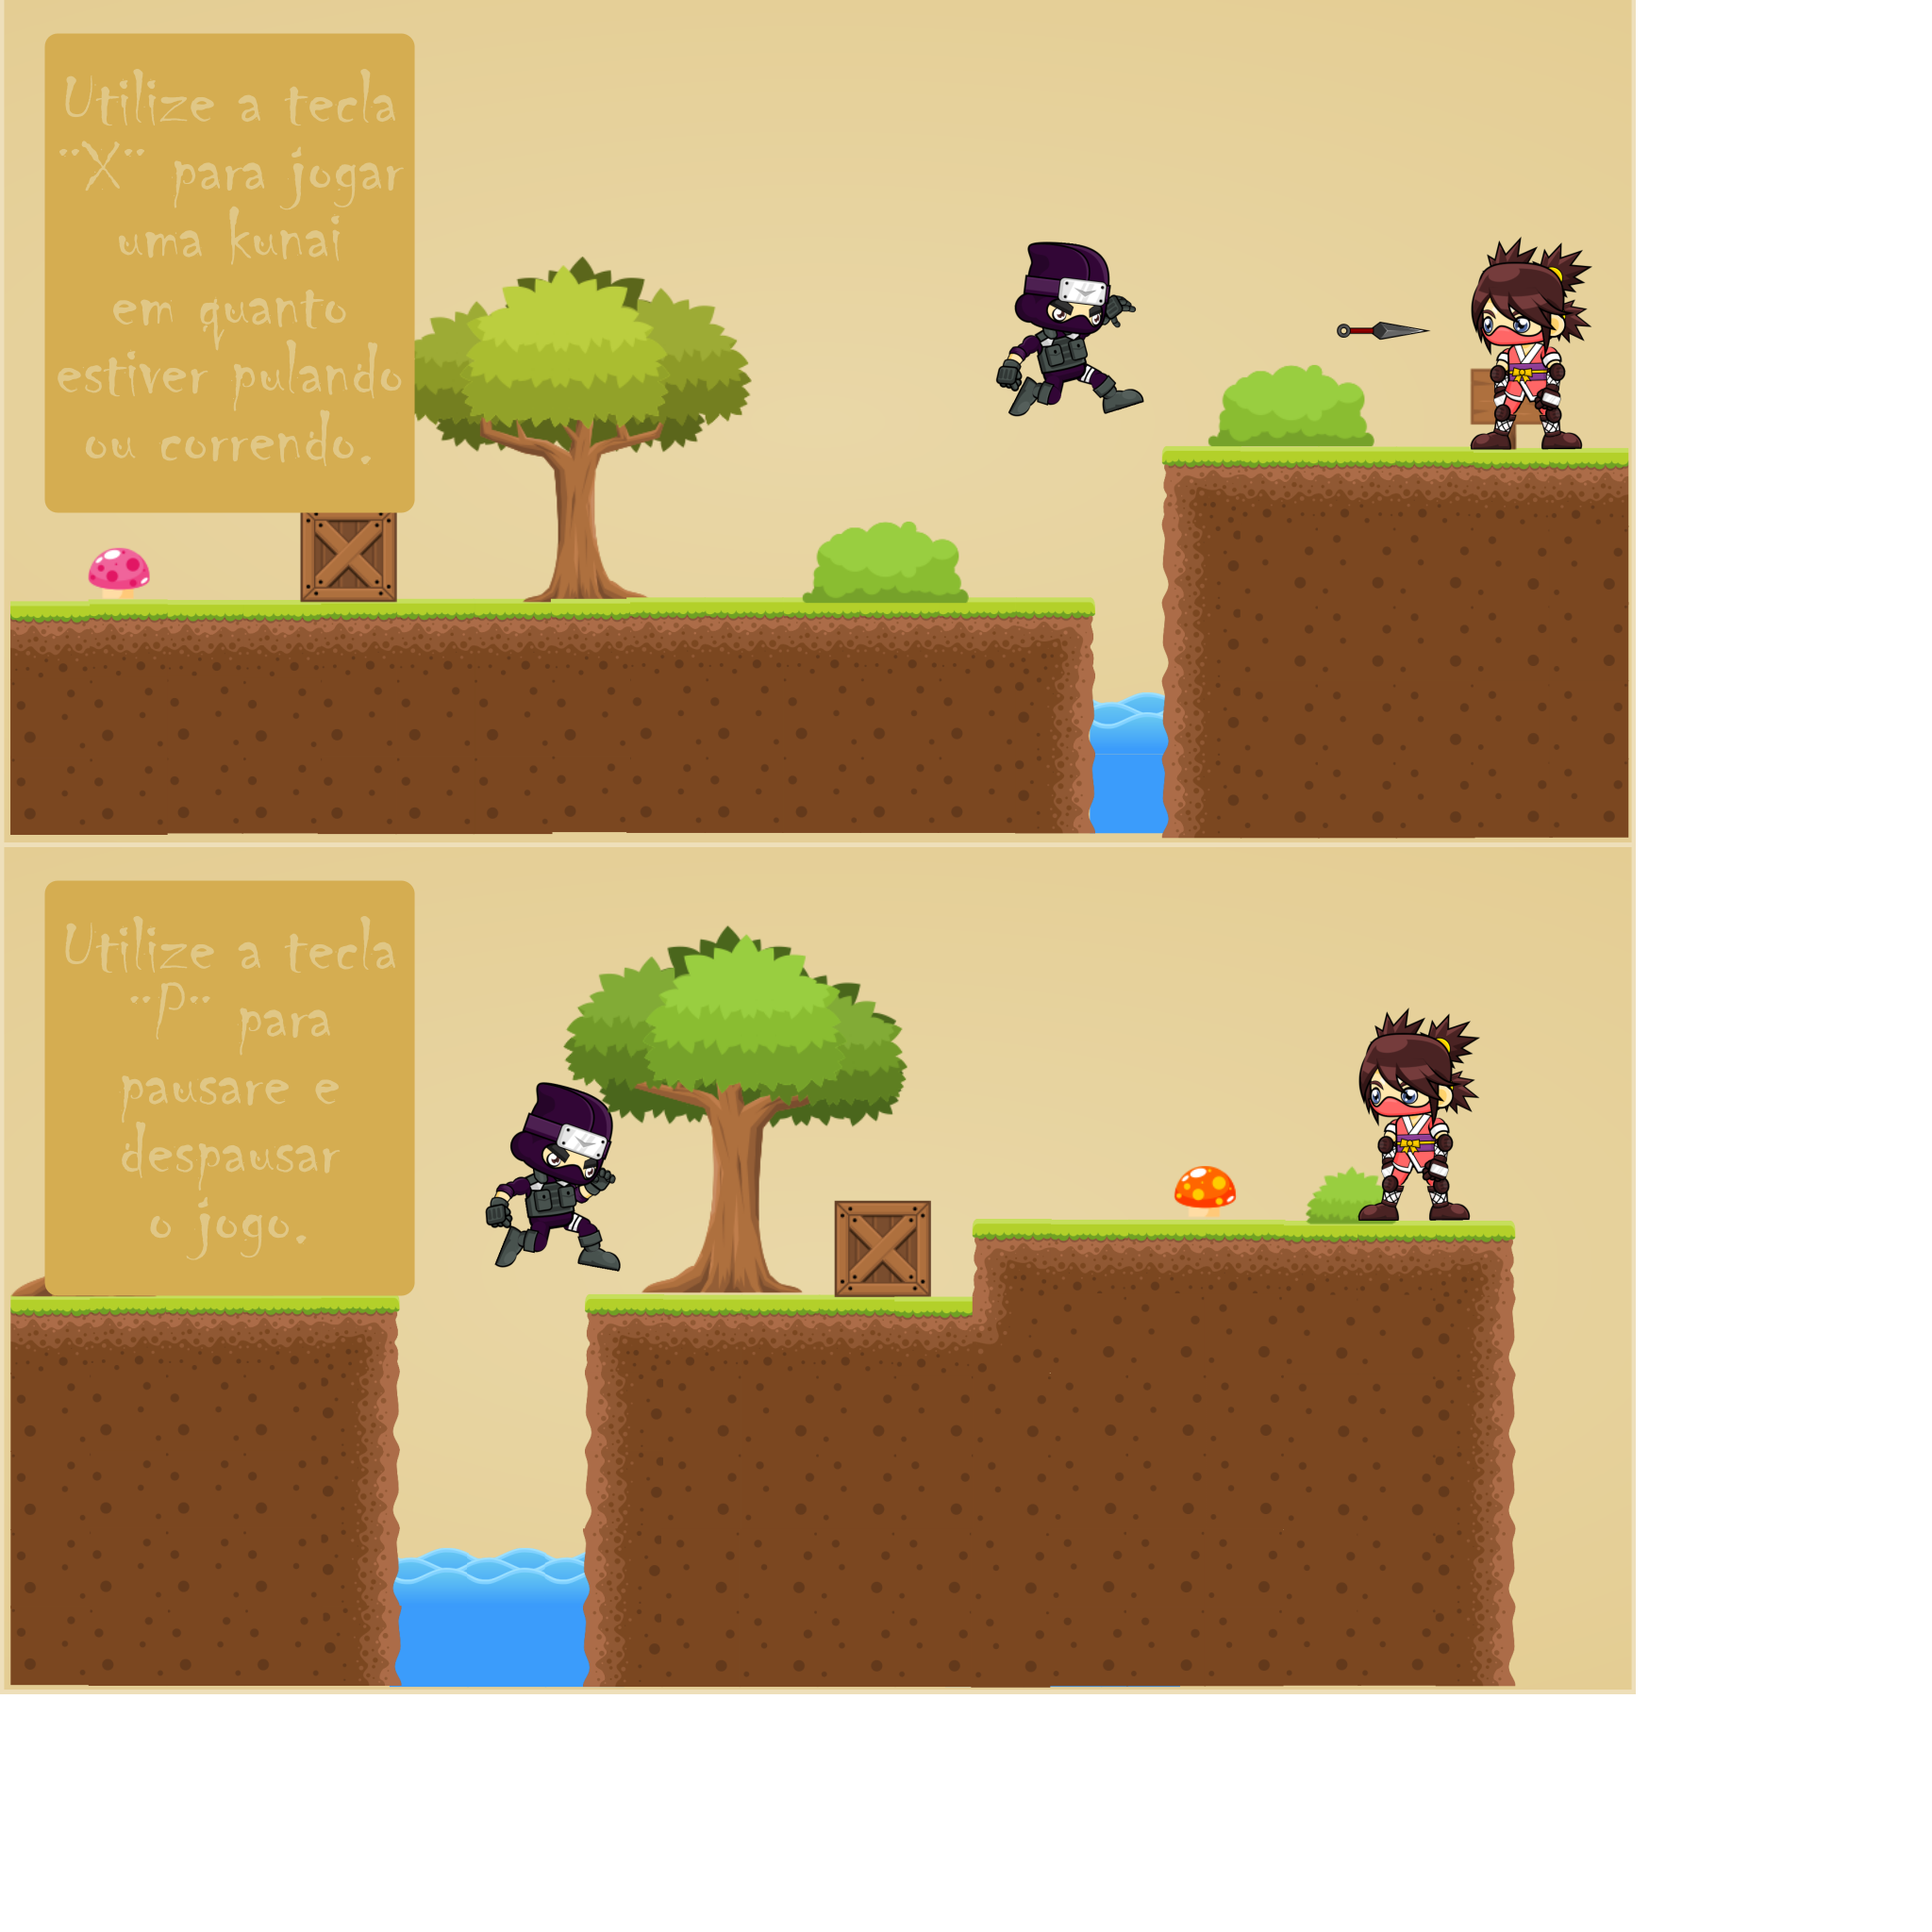 Utilize a tecla
¨X¨ para jogar
uma kunai
em quanto
estiver pulando
ou correndo.
Utilize a tecla
¨P¨ para
pausare e
despausar
o jogo.